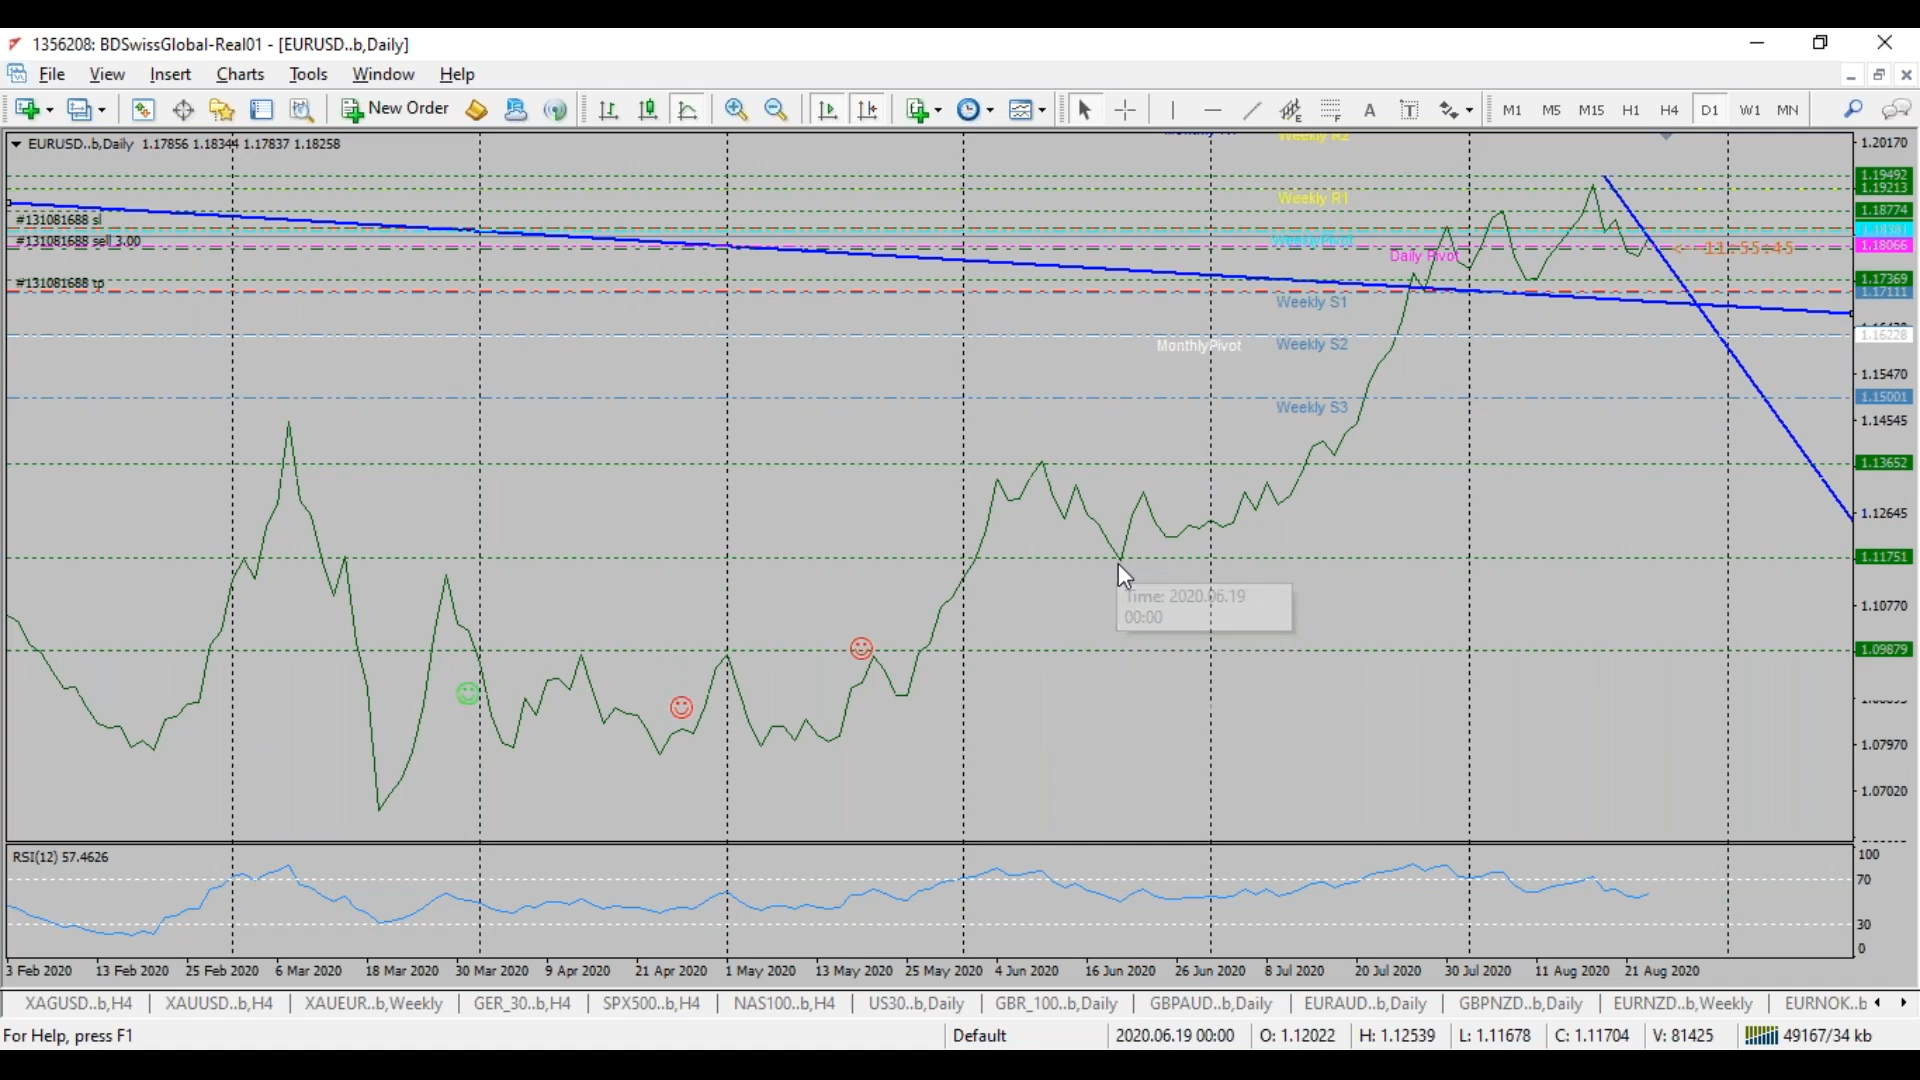 1356208: BDSwissGlobal-Real01 - [EURUSD..b,Daily]
File View Insert Charts Tools Window Help
New Order M1 M5 M15 H1 H4 D1 W1 MN
EURUSD..b,Daily 1.17856 1.18344 1.17837 1.18258
Weekly R2
1.20170
1.19492
1.19213
Weekly R1
1.18774
#131081688 sl
1.18381
#131081688 sell 3.00
WeeklyPivot
1.18066
<-- 11:55:45
Daily Pivot
1.17369
#131081688 tp
1.17111
Weekly S1
1.16228
MonthlyPivot
Weekly S2
1.15470
1.15001
Weekly S3
1.14545
1.13652
1.12645
1.11751
Time: 2020.06.19
00:00
1.10770
1.09879
1.07970
1.07020
RSI(12) 57.4626
100
70
30
0
3 Feb 2020 13 Feb 2020 25 Feb 2020 6 Mar 2020 18 Mar 2020 30 Mar 2020 9 Apr 2020 21 Apr 2020 1 May 2020 13 May 2020 25 May 2020 4 Jun 2020 16 Jun 2020 26 Jun 2020 8 Jul 2020 20 Jul 2020 30 Jul 2020 11 Aug 2020 21 Aug 2020
XAGUSD..b,H4 XAUUSD..b,H4 XAUEUR..b,Weekly GER_30..b,H4 SPX500..b,H4 NAS100..b,H4 US30..b,Daily GBR_100..b,Daily GBPAUD..b,Daily EURAUD..b,Daily GBPNZD..b,Daily EURNZD..b,Weekly EURNOK..b
For Help, press F1 Default 2020.06.19 00:00 O: 1.12022 H: 1.12539 L: 1.11678 C: 1.11704 V: 81425 49167/34 kb